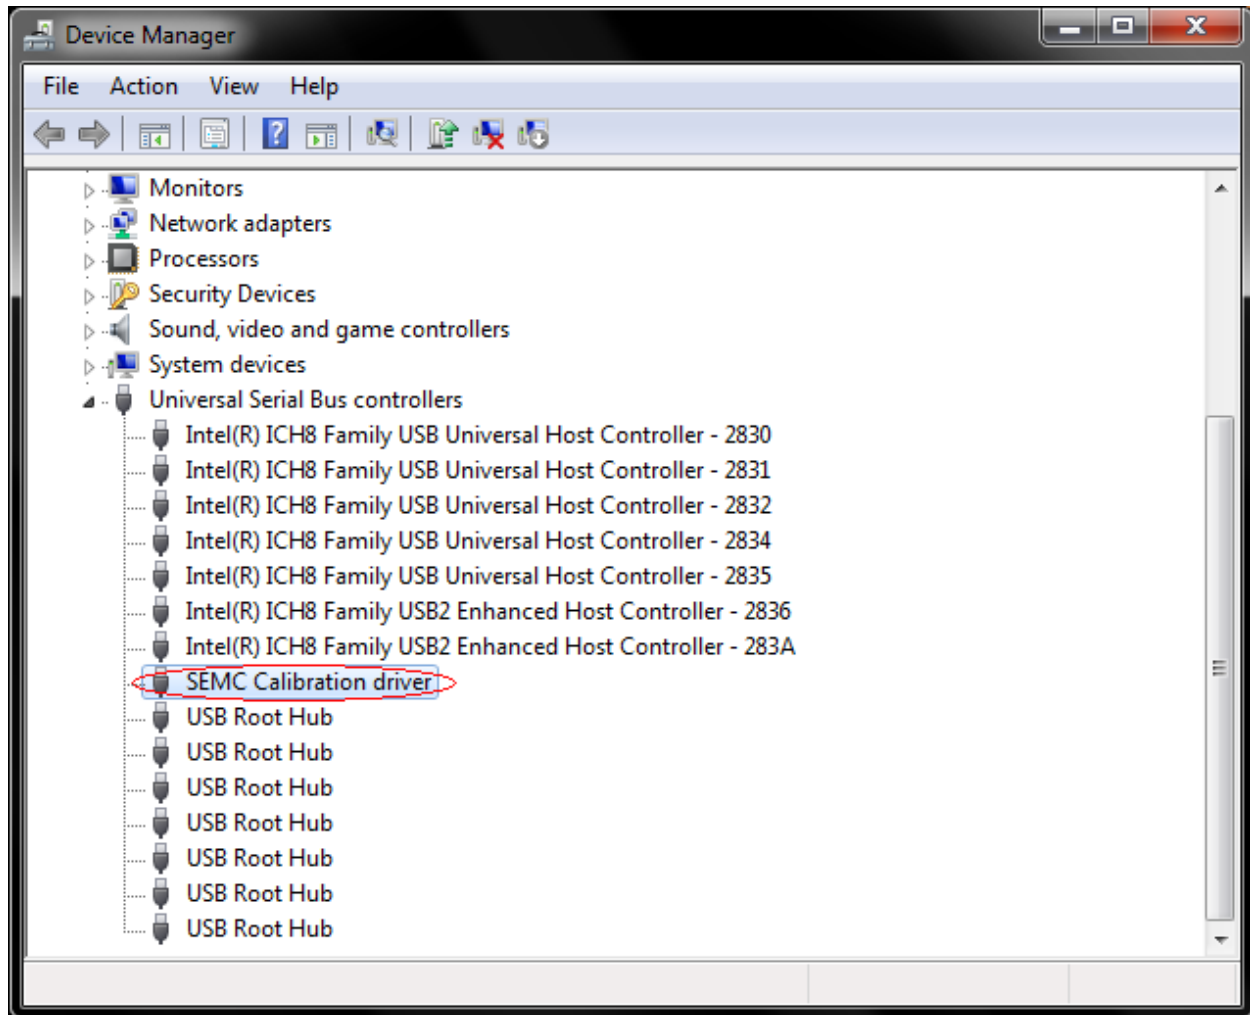 Device Manager
File Action View Help
Monitors
Network adapters
Processors
Security Devices
Sound, video and game controllers
System devices
Universal Serial Bus controllers
Intel(R) ICH8 Family USB Universal Host Controller - 2830
Intel(R) ICH8 Family USB Universal Host Controller - 2831
Intel(R) ICH8 Family USB Universal Host Controller - 2832
Intel(R) ICH8 Family USB Universal Host Controller - 2834
Intel(R) ICH8 Family USB Universal Host Controller - 2835
Intel(R) ICH8 Family USB2 Enhanced Host Controller - 2836
Intel(R) ICH8 Family USB2 Enhanced Host Controller - 283A
SEMC Calibration driver
USB Root Hub
USB Root Hub
USB Root Hub
USB Root Hub
USB Root Hub
USB Root Hub
USB Root Hub